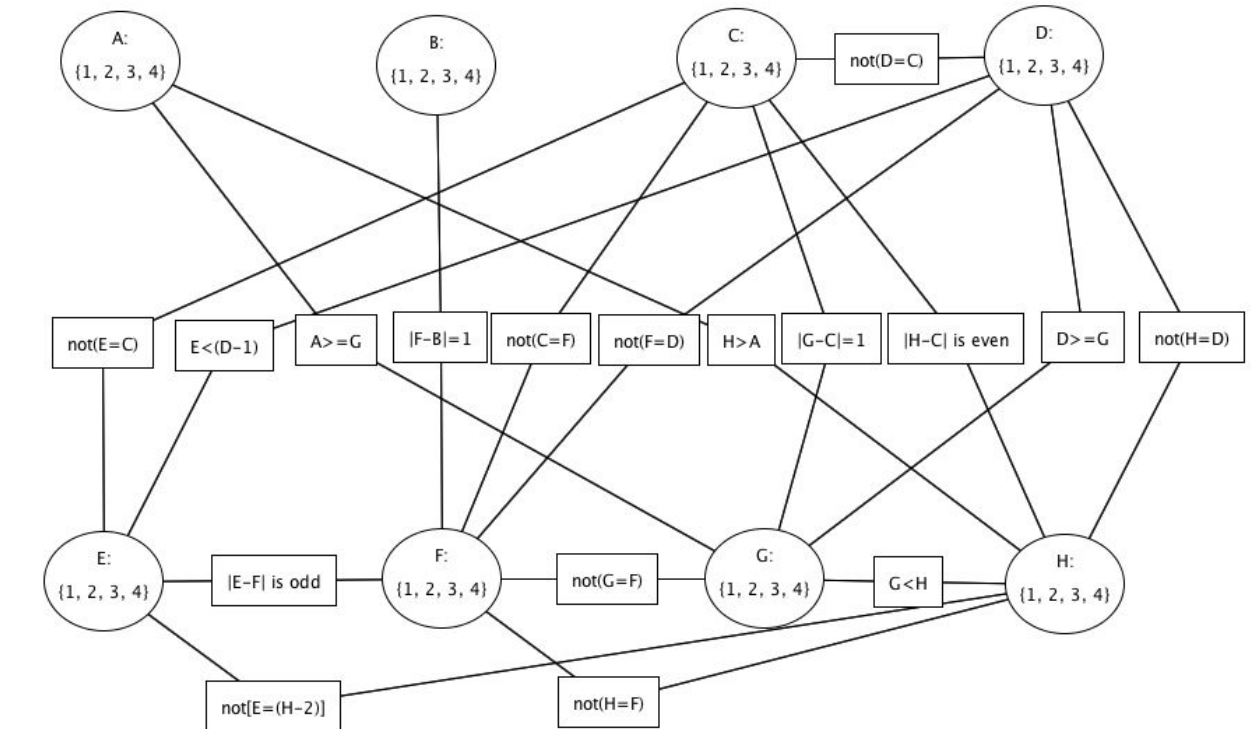 A:
{1, 2, 3, 4}
B:
{1, 2, 3, 4}
C:
{1, 2, 3, 4}
not(D=C)
D:
{1, 2, 3, 4}
not(E=C)
E<(D-1)
A>=G
|F-B|=1
not(C=F)
not(F=D)
H>A
|G-C|=1
|H-C| is even
D>=G
not(H=D)
E:
{1, 2, 3, 4}
|E-F| is odd
F:
{1, 2, 3, 4}
not(G=F)
G:
{1, 2, 3, 4}
G<H
H:
{1, 2, 3, 4}
not[E=(H-2)]
not(H=F)